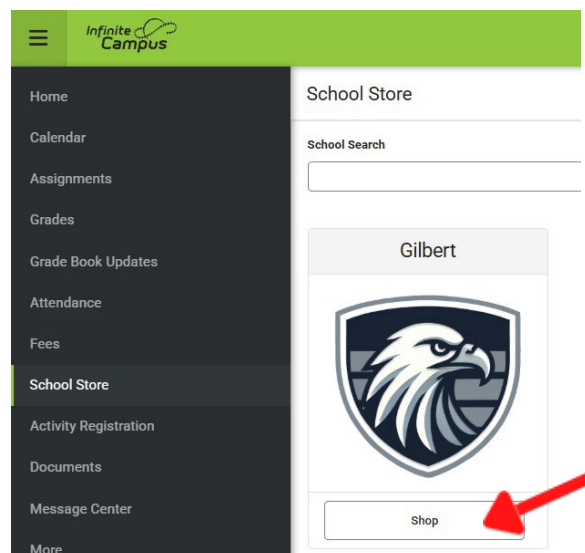 Infinite
Campus
Home
Calendar
Assignments
Grades
Grade Book Updates
Attendance
Fees
School Store
Activity Registration
Documents
Message Center
More
School Store
School Search
Gilbert
Shop